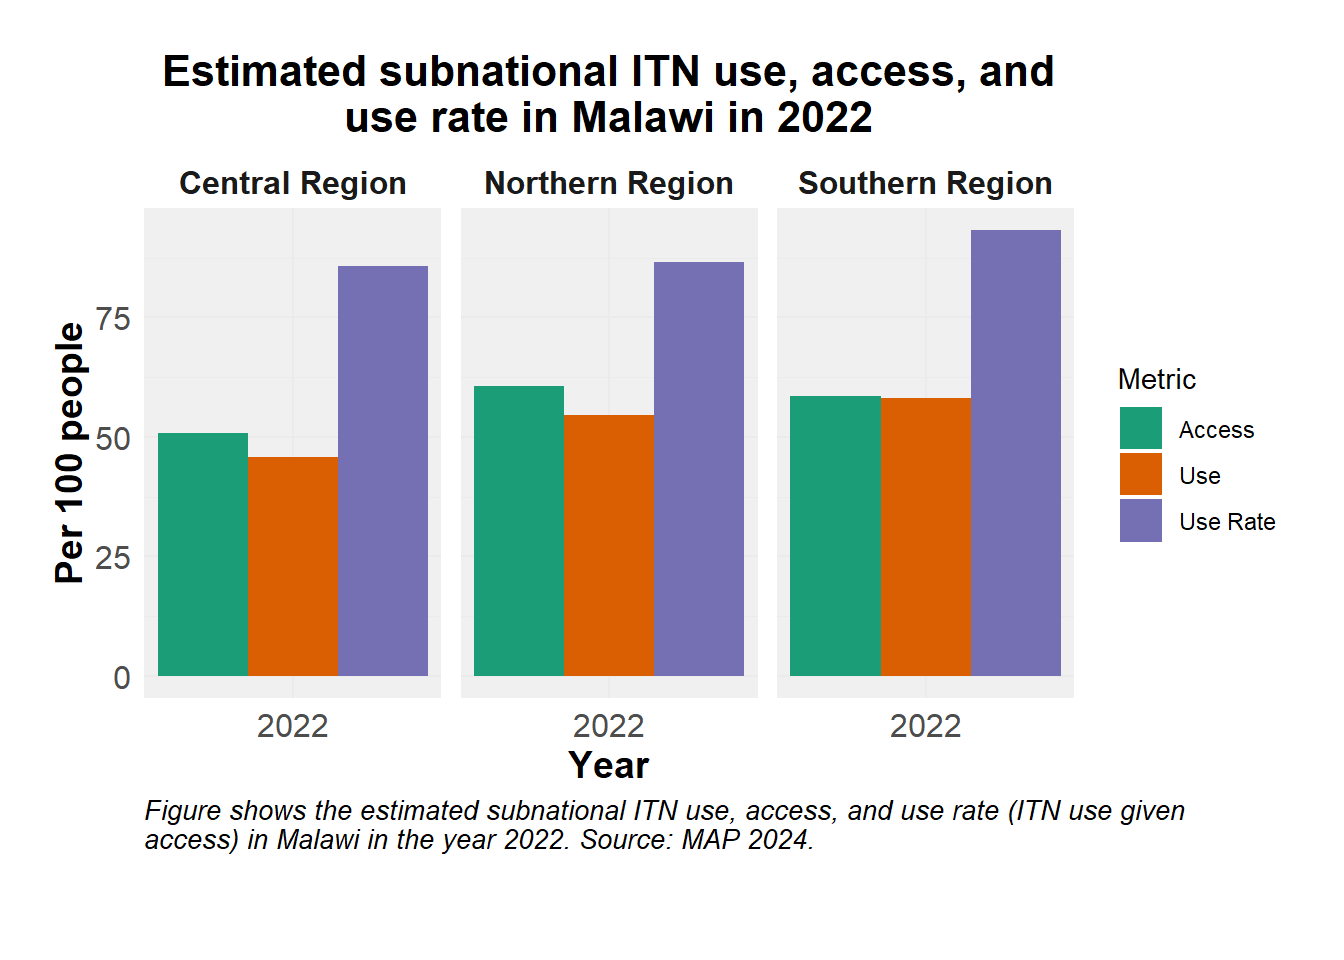 Estimated subnational ITN use, access, and
use rate in Malawi in 2022
Central Region
Northern Region
Southern Region
Per 100 people
75
50
25
0
2022
2022
2022
Year
Metric
Access
Use
Use Rate
Figure shows the estimated subnational ITN use, access, and use rate (ITN use given
access) in Malawi in the year 2022. Source: MAP 2024.